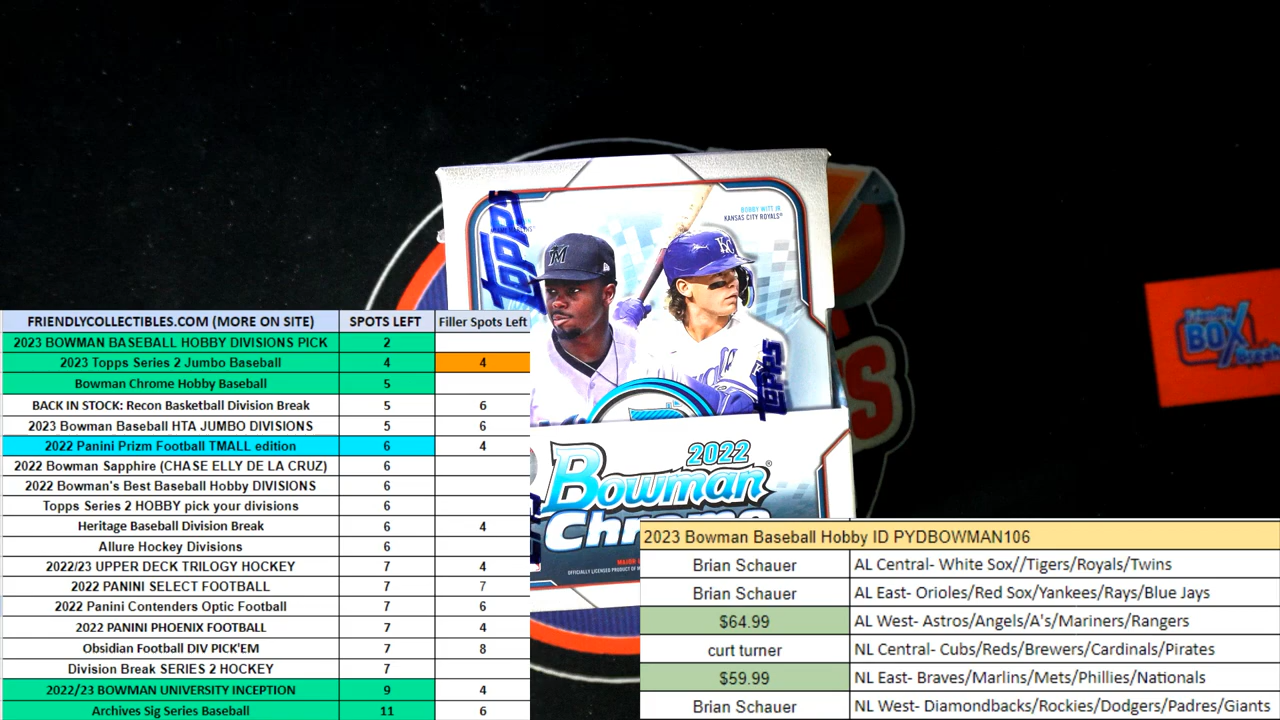 BOBBY WITT JR.
KANSAS CITY ROYALS®
topps
topps
2022
Bowman®
Chrome
BOX
FRIENDLYCOLLECTIBLES.COM (MORE ON SITE) SPOTS LEFT Filler Spots Left
2023 BOWMAN BASEBALL HOBBY DIVISIONS PICK 2
2023 Topps Series 2 Jumbo Baseball 4 4
Bowman Chrome Hobby Baseball 5
BACK IN STOCK: Recon Basketball Division Break 5 6
2023 Bowman Baseball HTA JUMBO DIVISIONS 5 6
2022 Panini Prizm Football TMALL edition 6 4
2022 Bowman Sapphire (CHASE ELLY DE LA CRUZ) 6
2022 Bowman's Best Baseball Hobby DIVISIONS 6
Topps Series 2 HOBBY pick your divisions 6
Heritage Baseball Division Break 6 4
Allure Hockey Divisions 6
2022/23 UPPER DECK TRILOGY HOCKEY 7 4
2022 PANINI SELECT FOOTBALL 7 7
2022 Panini Contenders Optic Football 7 6
2022 PANINI PHOENIX FOOTBALL 7 4
Obsidian Football DIV PICK'EM 7 8
Division Break SERIES 2 HOCKEY 7
2022/23 BOWMAN UNIVERSITY INCEPTION 9 4
Archives Sig Series Baseball 11 6
2023 Bowman Baseball Hobby ID PYDBOWMAN106
Brian Schauer AL Central- White Sox//Tigers/Royals/Twins
Brian Schauer AL East- Orioles/Red Sox/Yankees/Rays/Blue Jays
$64.99 AL West- Astros/Angels/A's/Mariners/Rangers
curt turner NL Central- Cubs/Reds/Brewers/Cardinals/Pirates
$59.99 NL East- Braves/Marlins/Mets/Phillies/Nationals
Brian Schauer NL West- Diamondbacks/Rockies/Dodgers/Padres/Giants